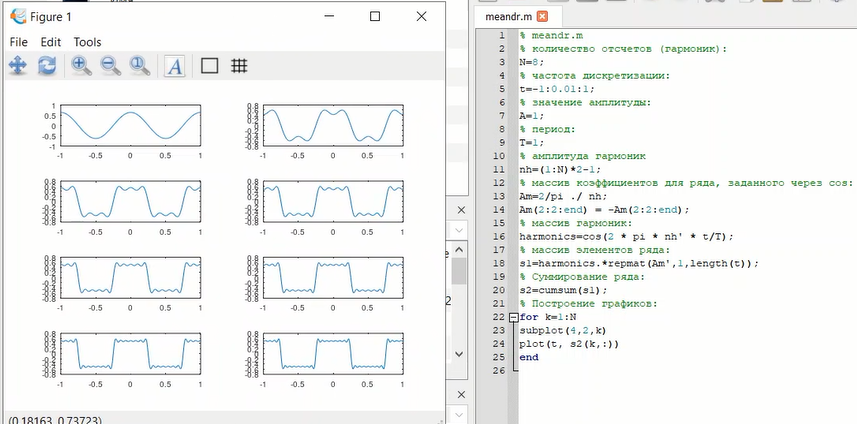 Figure 1
File Edit Tools
A
1
0.5
0
-0.5
-1
-1 -0.5 0 0.5 1
0.8
0.6
0.4
0.2
0
-0.2
-0.4
-0.6
-0.8
-1 -0.5 0 0.5 1
0.8
0.6
0.4
0.2
0
-0.2
-0.4
-0.6
-0.8
-1 -0.5 0 0.5 1
0.8
0.6
0.4
0.2
0
-0.2
-0.4
-0.6
-0.8
-1 -0.5 0 0.5 1
0.8
0.6
0.4
0.2
0
-0.2
-0.4
-0.6
-0.8
-1 -0.5 0 0.5 1
0.8
0.6
0.4
0.2
0
-0.2
-0.4
-0.6
-0.8
-1 -0.5 0 0.5 1
0.8
0.6
0.4
0.2
0
-0.2
-0.4
-0.6
-0.8
-1 -0.5 0 0.5 1
0.8
0.6
0.4
0.2
0
-0.2
-0.4
-0.6
-0.8
-1 -0.5 0 0.5 1
(0.18163, 0.73723)
meandr.m
1 % meandr.m
2 % количество отсчетов (гармоник):
3 N=8;
4 % частота дискретизации:
5 t=-1:0.01:1;
6 % значение амплитуды:
7 A=1;
8 % период:
9 T=1;
10 % амплитуда гармоник
11 nh=(1:N)*2-1;
12 % массив коэффициентов для ряда, заданного через cos:
13 Am=2/pi ./ nh;
14 Am(2:2:end) = -Am(2:2:end);
15 % массив гармоник:
16 harmonics=cos(2 * pi * nh' * t/T);
17 % массив элементов ряда:
18 s1=harmonics.*repmat(Am',1,length(t));
19 % Суммирование ряда:
20 s2=cumsum(s1);
21 % Построение графиков:
22 for k=1:N
23 subplot(4,2,k)
24 plot(t, s2(k,:))
25 end
26